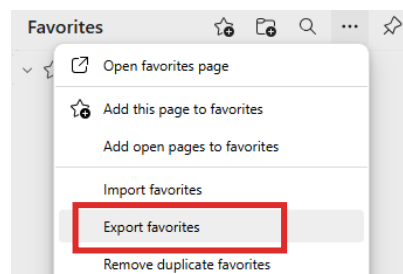 Favorites
Open favorites page
Add this page to favorites
Add open pages to favorites
Import favorites
Export favorites
Remove duplicate favorites